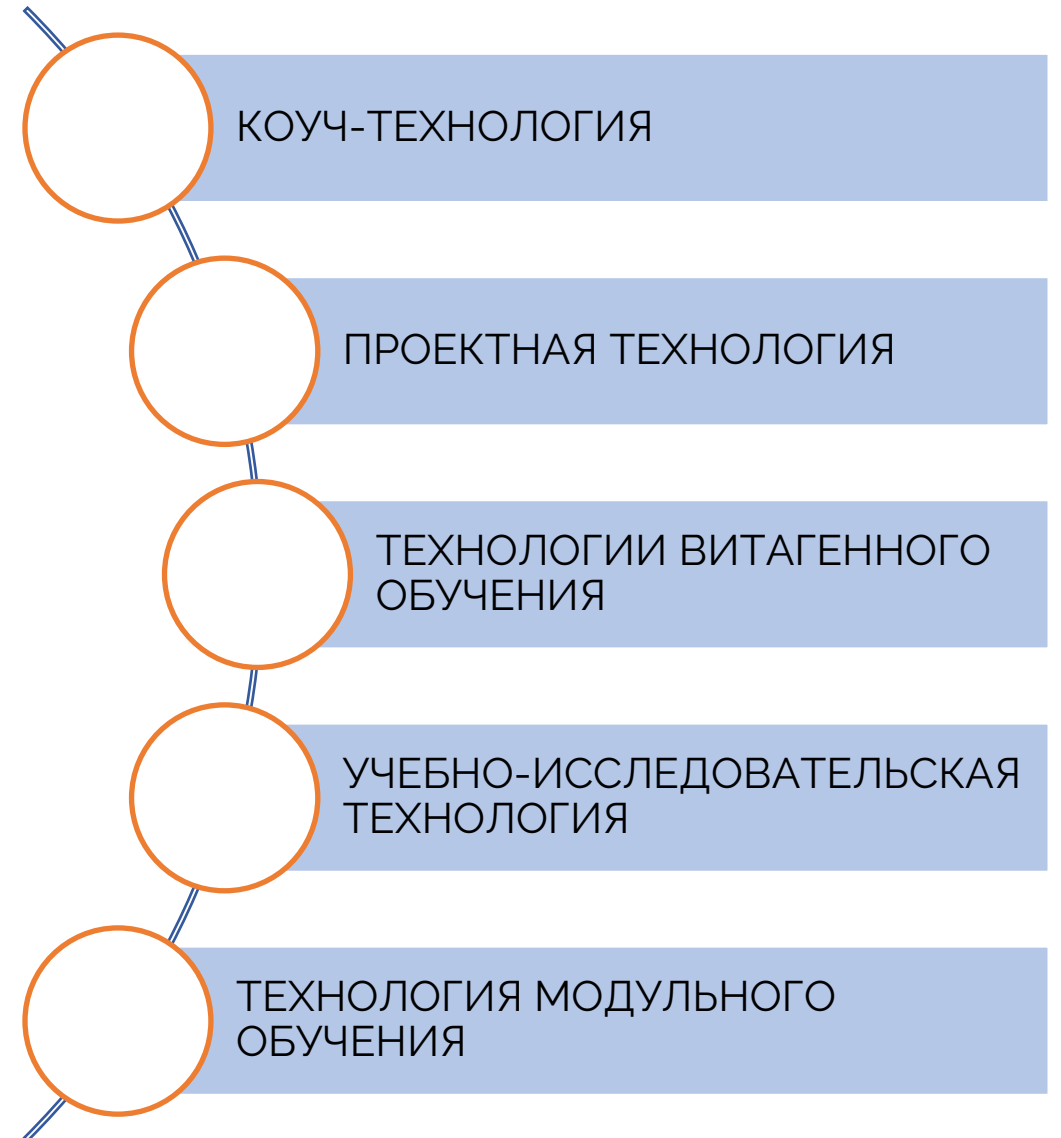 КОУЧ-ТЕХНОЛОГИЯ
ПРОЕКТНАЯ ТЕХНОЛОГИЯ
ТЕХНОЛОГИИ ВИТАГЕННОГО
ОБУЧЕНИЯ
УЧЕБНО-ИССЛЕДОВАТЕЛЬСКАЯ
ТЕХНОЛОГИЯ
ТЕХНОЛОГИЯ МОДУЛЬНОГО
ОБУЧЕНИЯ